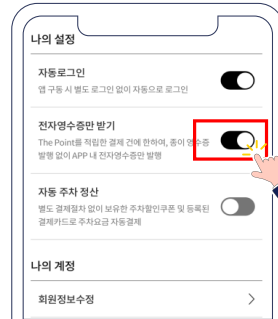 나의 설정
자동로그인
앱 구동 시 별도 로그인 없이 자동으로 로그인
전자영수증만 받기
The Point를 적립한 결제 건에 한하여, 종이 영수증
발행 없이 APP 내 전자영수증만 발행
자동 주차 정산
별도 결제절차 없이 보유한 주차할인쿠폰 및 등록된
결제카드로 주차요금 자동결제
나의 계정
회원정보수정